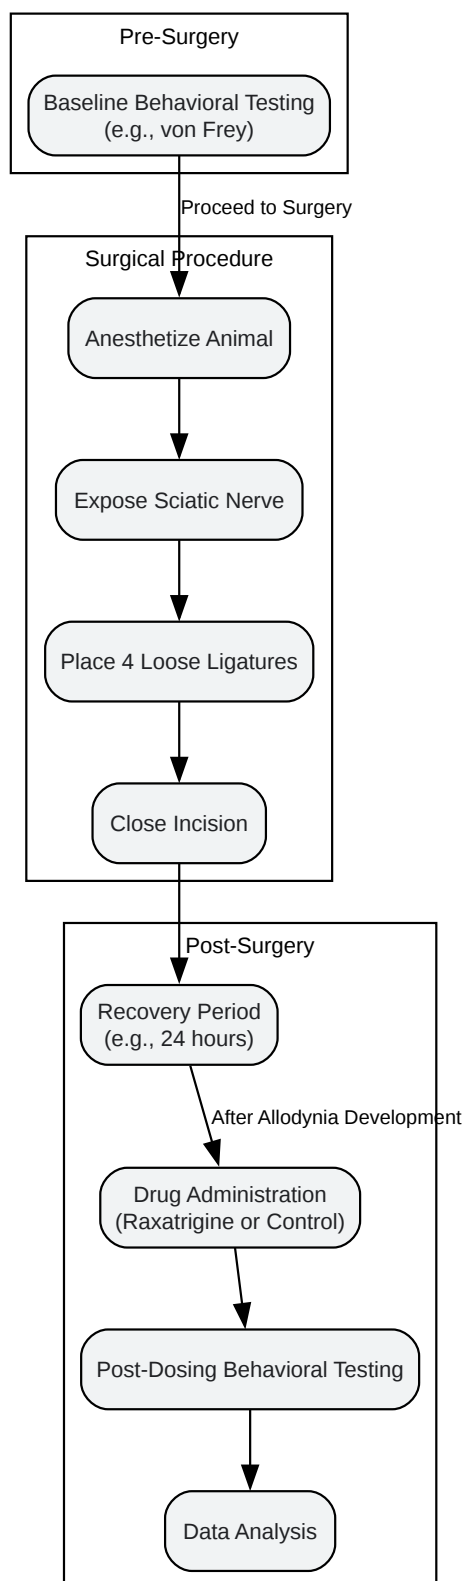 Pre-Surgery
Baseline Behavioral Testing
(e.g., von Frey)
Proceed to Surgery
Surgical Procedure
Anesthetize Animal
Expose Sciatic Nerve
Place 4 Loose Ligatures
Close Incision
Post-Surgery
Recovery Period
(e.g., 24 hours)
After Allodynia Development
Drug Administration
(Raxatrigine or Control)
Post-Dosing Behavioral Testing
Data Analysis